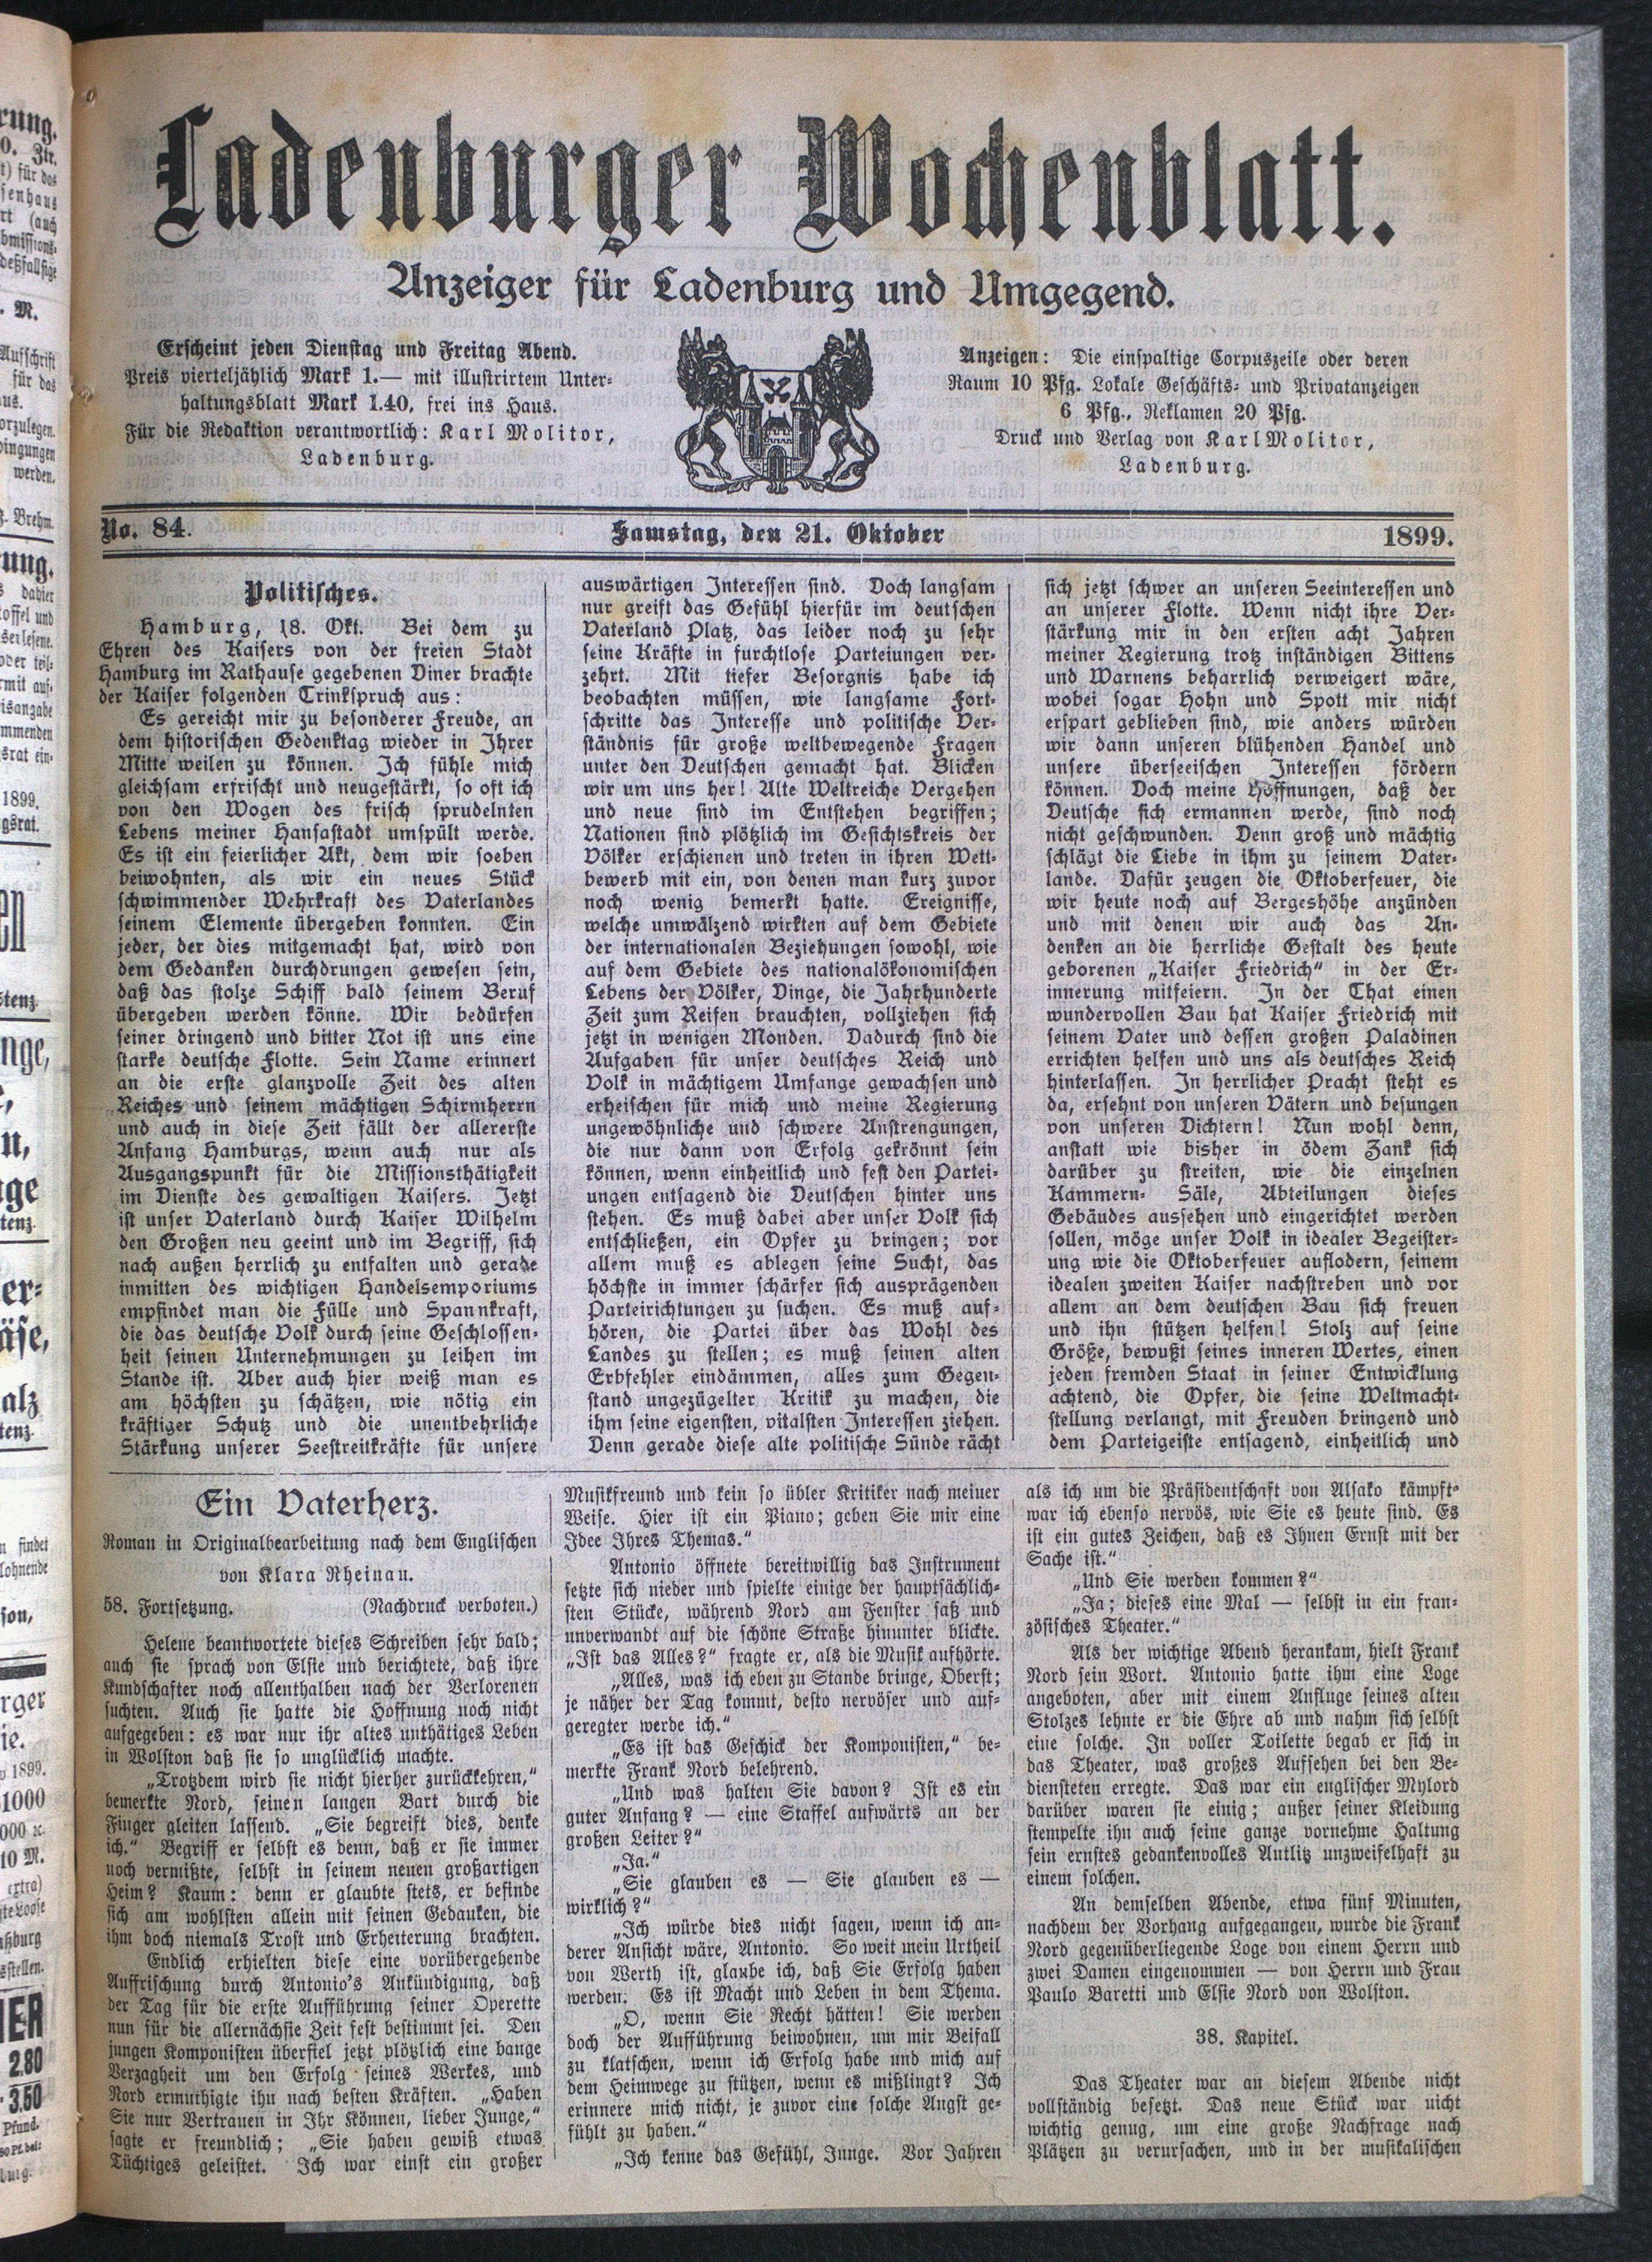 Ladenburger Wochenblatt.
Anzeiger für Ladenburg und Umgegend.
Erscheint jeden Dienstag und Freitag Abend.
Preis vierteljählich Mark 1.— mit illustrirtem Unter-
haltungsblatt Mark 1.40, frei ins Haus.
Für die Redaktion verantwortlich: Karl Molitor,
Ladenburg.
Anzeigen: Die einspaltige Corpuszeile oder deren
Raum 10 Pfg. Lokale Geschäfts- und Privatanzeigen
6 Pfg., Reklamen 20 Pfg.
Druck und Verlag von Karl Molitor,
Ladenburg.
No. 84.
Samstag, den 21. Oktober
1899.
Politisches.
Hamburg, 18. Okt. Bei dem zu
Ehren des Kaisers von der freien Stadt
Hamburg im Rathause gegebenen Diner brachte
der Kaiser folgenden Trinkspruch aus:
Es gereicht mir zu besonderer Freude, an
dem historischen Gedenktag wieder in Ihrer
Mitte weilen zu können. Ich fühle mich
gleichsam erfrischt und neugestärkt, so oft ich
von den Wogen des frisch sprudelnten
Lebens meiner Hansastadt umspült werde.
Es ist ein feierlicher Akt, dem wir soeben
beiwohnten, als wir ein neues Stück
schwimmender Wehrkraft des Vaterlandes
seinem Elemente übergeben konnten. Ein
jeder, der dies mitgemacht hat, wird von
dem Gedanken durchdrungen gewesen sein,
daß das stolze Schiff bald seinem Beruf
übergeben werden könne. Wir bedürfen
seiner dringend und bitter Not ist uns eine
starke deutsche Flotte. Sein Name erinnert
an die erste glanzvolle Zeit des alten
Reiches und seinem mächtigen Schirmherrn
und auch in diese Zeit fällt der allererste
Anfang Hamburgs, wenn auch nur als
Ausgangspunkt für die Missionsthätigkeit
im Dienste des gewaltigen Kaisers. Jetzt
ist unser Vaterland durch Kaiser Wilhelm
den Großen neu geeint und im Begriff, sich
nach außen herrlich zu entfalten und gerade
inmitten des wichtigen Handelsemporiums
empfindet man die Fülle und Spannkraft,
die das deutsche Volk durch seine Geschlossen-
heit seinen Unternehmungen zu leihen im
Stande ist. Aber auch hier weiß man es
am höchsten zu schätzen, wie nötig ein
kräftiger Schutz und die unentbehrliche
Stärkung unserer Seestreitkräfte für unsere
auswärtigen Interessen sind. Doch langsam
nur greift das Gefühl hierfür im deutschen
Vaterland Platz, das leider noch zu sehr
seine Kräfte in furchtlose Parteiungen ver-
zehrt. Mit tiefer Besorgnis habe ich
beobachten müssen, wie langsame Fort-
schritte das Interesse und politische Ver-
ständnis für große weltbewegende Fragen
unter den Deutschen gemacht hat. Blicken
wir um uns her! Alte Weltreiche Vergehen
und neue sind im Entstehen begriffen;
Nationen sind plötzlich im Gesichtskreis der
Völker erschienen und treten in ihren Wett-
bewerb mit ein, von denen man kurz zuvor
noch wenig bemerkt hatte. Ereignisse,
welche umwälzend wirkten auf dem Gebiete
der internationalen Beziehungen sowohl, wie
auf dem Gebiete des nationalökonomischen
Lebens der Völker, Dinge, die Jahrhunderte
Zeit zum Reifen brauchten, vollziehen sich
jetzt in wenigen Monden. Dadurch sind die
Aufgaben für unser deutsches Reich und
Volk in mächtigem Umfange gewachsen und
erheischen für mich und meine Regierung
ungewöhnliche und schwere Anstrengungen,
die nur dann von Erfolg gekrönnt sein
können, wenn einheitlich und fest den Partei-
ungen entsagend die Deutschen hinter uns
stehen. Es muß dabei aber unser Volk sich
entschließen, ein Opfer zu bringen; vor
allem muß es ablegen seine Sucht, das
höchste in immer schärfer sich ausprägenden
Parteirichtungen zu suchen. Es muß auf-
hören, die Partei über das Wohl des
Landes zu stellen; es muß seinen alten
Erbfehler eindämmen, alles zum Gegen-
stand ungezügelter Kritik zu machen, die
ihm seine eigensten, vitalsten Interessen ziehen.
Denn gerade diese alte politische Sünde rächt
sich jetzt schwer an unseren Seeinteressen und
an unserer Flotte. Wenn nicht ihre Ver-
stärkung mir in den ersten acht Jahren
meiner Regierung trotz inständigen Bittens
und Warnens beharrlich verweigert wäre,
wobei sogar Hohn und Spott mir nicht
erspart geblieben sind, wie anders würden
wir dann unseren blühenden Handel und
unsere überseeischen Interessen fördern
können. Doch meine Hoffnungen, daß der
Deutsche sich ermannen werde, sind noch
nicht geschwunden. Denn groß und mächtig
schlägt die Liebe in ihm zu seinem Vater-
lande. Dafür zeugen die Oktoberfeuer, die
wir heute noch auf Bergeshöhe anzünden
und mit denen wir auch das An-
denken an die herrliche Gestalt des heute
geborenen „Kaiser Friedrich“ in der Er-
innerung mitfeiern. In der That einen
wundervollen Bau hat Kaiser Friedrich mit
seinem Vater und dessen großen Paladinen
errichten helfen und uns als deutsches Reich
hinterlassen. In herrlicher Pracht steht es
da, ersehnt von unseren Vätern und besungen
von unseren Dichtern! Nun wohl denn,
anstatt wie bisher in ödem Zank sich
darüber zu streiten, wie die einzelnen
Kammern- Säle, Abteilungen dieses
Gebäudes aussehen und eingerichtet werden
sollen, möge unser Volk in idealer Begeister-
ung wie die Oktoberfeuer auflodern, seinem
idealen zweiten Kaiser nachstreben und vor
allem an dem deutschen Bau sich freuen
und ihn stützen helfen! Stolz auf seine
Größe, bewußt seines inneren Wertes, einen
jeden fremden Staat in seiner Entwicklung
achtend, die Opfer, die seine Weltmacht-
stellung verlangt, mit Freuden bringend und
dem Parteigeiste entsagend, einheitlich und
Ein Vaterherz.
Roman in Originalbearbeitung nach dem Englischen
von Klara Rheinau.
58. Fortsetzung. (Nachdruck verboten.)
Helene beantwortete dieses Schreiben sehr bald;
auch sie sprach von Elsie und berichtete, daß ihre
Kundschafter noch allenthalben nach der Verlorenen
suchten. Auch sie hatte die Hoffnung noch nicht
aufgegeben: es war nur ihr altes unthätiges Leben
in Wolston daß sie so unglücklich machte.
„Trotzdem wird sie nicht hierher zurückkehren,“
bemerkte Nord, seinen langen Bart durch die
Finger gleiten lassend. „Sie begreift dies, denke
ich.“ Begriff er selbst es denn, daß er sie immer
noch vermißte, selbst in seinem neuen großartigen
Heim? Kaum: denn er glaubte stets, er befinde
sich am wohlsten allein mit seinen Gedanken, die
ihm doch niemals Trost und Erheiterung brachten.
Endlich erhielten diese eine vorübergehende
Auffrischung durch Antonio's Ankündigung, daß
der Tag für die erste Aufführung seiner Operette
nun für die allernächste Zeit fest bestimmt sei. Den
jungen Komponisten überfiel jetzt plötzlich eine bange
Verzagheit um den Erfolg seines Werkes, und
Nord ermuthigte ihn nach besten Kräften. „Haben
Sie nur Vertrauen in Ihr Können, lieber Junge,“
sagte er freundlich; „Sie haben gewiß etwas
Tüchtiges geleistet. Ich war einst ein großer
Musikfreund und kein so übler Kritiker nach meiner
Weise. Hier ist ein Piano; geben Sie mir eine
Idee Ihres Themas.“
Antonio öffnete bereitwillig das Instrument
setzte sich nieder und spielte einige der hauptsächlich-
sten Stücke, während Nord am Fenster saß und
unverwandt auf die schöne Straße hinunter blickte.
„Ist das Alles?“ fragte er, als die Musik aufhörte.
„Alles, was ich eben zu Stande bringe, Oberst;
je näher der Tag kommt, desto nervöser und auf-
geregter werde ich.“
„Es ist das Geschick der Komponisten,“ be-
merkte Frank Nord belehrend.
„Und was halten Sie davon? Ist es ein
guter Anfang? — eine Staffel aufwärts an der
großen Leiter?“
„Ja.“
„Sie glauben es — Sie glauben es —
wirklich?“
„Ich würde dies nicht sagen, wenn ich an-
derer Ansicht wäre, Antonio. So weit mein Urtheil
von Werth ist, glaube ich, daß Sie Erfolg haben
werden. Es ist Macht und Leben in dem Thema.
„O, wenn Sie Recht hätten! Sie werden
doch der Aufführung beiwohnen, um mir Beifall
zu klatschen, wenn ich Erfolg habe und mich auf
dem Heimwege zu stützen, wenn es mißlingt? Ich
erinnere mich nicht, je zuvor eine solche Angst ge-
fühlt zu haben.“
„Ich kenne das Gefühl, Junge. Vor Jahren
als ich um die Präsidentschaft von Alsako kämpft-
war ich ebenso nervös, wie Sie es heute sind. Es
ist ein gutes Zeichen, daß es Ihnen Ernst mit der
Sache ist.“
„Und Sie werden kommen?“
„Ja; dieses eine Mal — selbst in ein fran-
zösisches Theater.“
Als der wichtige Abend herankam, hielt Frank
Nord sein Wort. Antonio hatte ihm eine Loge
angeboten, aber mit einem Anfluge seines alten
Stolzes lehnte er die Ehre ab und nahm sich selbst
eine solche. In voller Toilette begab er sich in
das Theater, was großes Aufsehen bei den Be-
diensteten erregte. Das war ein englischer Mylord
darüber waren sie einig; außer seiner Kleidung
stempelte ihn auch seine ganze vornehme Haltung
sein ernstes gedankenvolles Antlitz unzweifelhaft zu
einem solchen.
An demselben Abende, etwa fünf Minuten,
nachdem der Vorhang aufgegangen, wurde die Frank
Nord gegenüberliegende Loge von einem Herrn und
zwei Damen eingenommen — von Herrn und Frau
Paulo Baretti und Elsie Nord von Wolston.
38. Kapitel.
Das Theater war an diesem Abende nicht
vollständig besetzt. Das neue Stück war nicht
wichtig genug, um eine große Nachfrage nach
Plätzen zu verursachen, und in der musikalischen